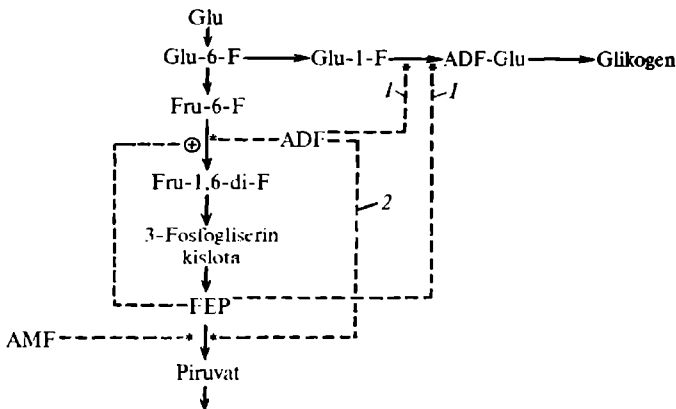 Glu
Glu-6-F Glu-1-F ADF-Glu Glikogen
1 1
Fru-6-F
ADF
Fru-1,6-di-F
2
3-Fosfogliserin
kislota
FEP
AMF
Piruvat